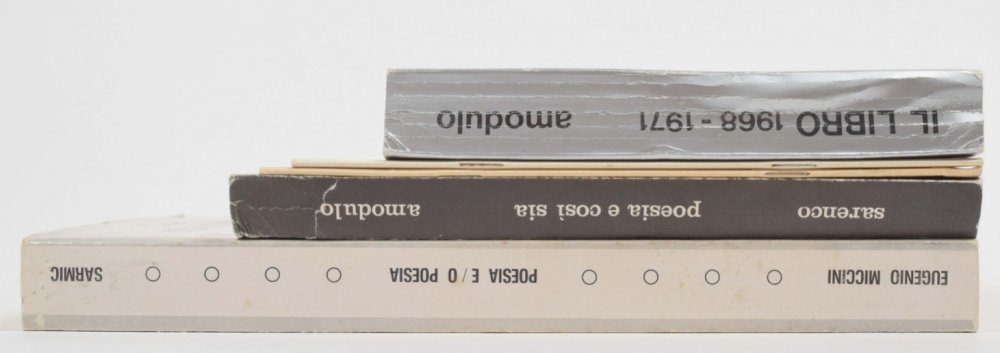 IL LIBRO 1968 - 1971 amodulo
sarenco poesia e così sia amodulo
EUGENIO MICCINI POESIA E/O POESIA SARMIC